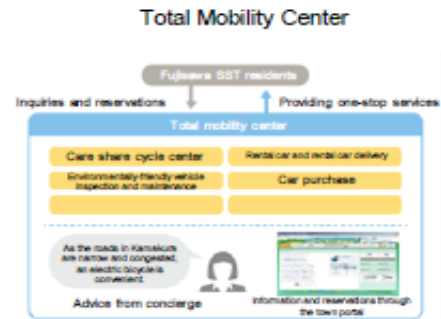 Total Mobility Center
Fujisawa SST residents
Inquiries and reservations
Providing one-stop services
Total mobility center
Care share cycle center
Rental car and rental car delivery
Environmentally-friendly vehicle
inspection and maintenance
Car purchase
As the roads in Kamakura
are narrow and congested,
an electric bicycle is
convenient.
Advice from concierge
Information and reservations through
the town portal